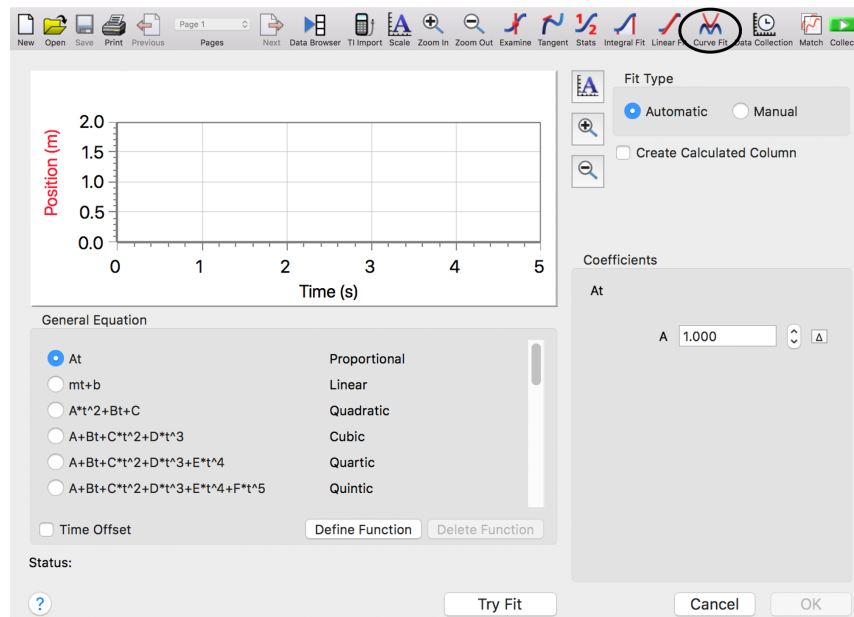 Page 1
New Open Save Print Previous Pages Next Data Browser TI Import Scale Zoom In Zoom Out Examine Tangent Stats Integral Fit Linear Fi Curve Fit Data Collection Match Collec
Fit Type
Automatic Manual
Create Calculated Column
Position (m)
2.0
1.5
1.0
0.5
0.0
0 1 2 3 4 5
Time (s)
Coefficients
At
A 1.000 Δ
General Equation
At Proportional
mt+b Linear
A*t^2+Bt+C Quadratic
A+Bt+C*t^2+D*t^3 Cubic
A+Bt+C*t^2+D*t^3+E*t^4 Quartic
A+Bt+C*t^2+D*t^3+E*t^4+F*t^5 Quintic
Time Offset Define Function Delete Function
Status:
? Try Fit Cancel OK